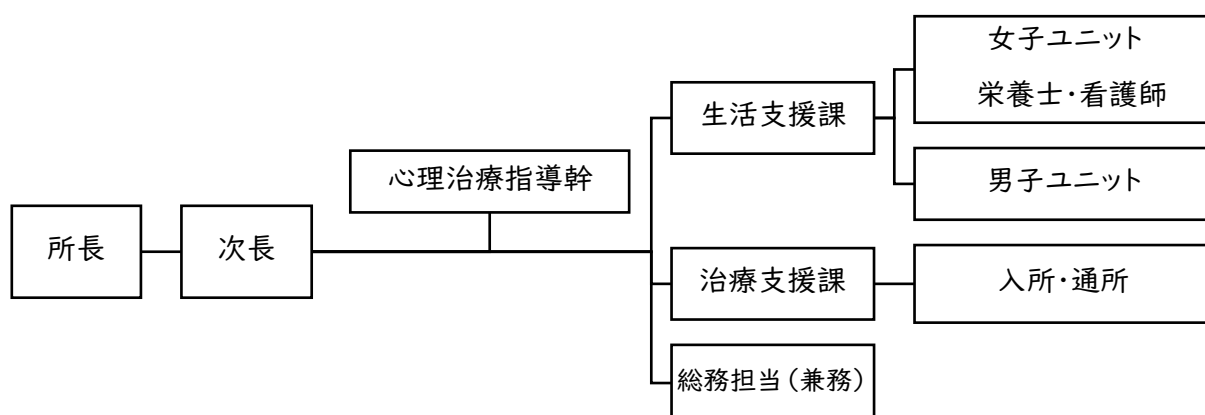 女子ユニット
栄養士・看護師
生活支援課
心理治療指導幹
男子ユニット
所長
次長
治療支援課
入所・通所
総務担当（兼務）